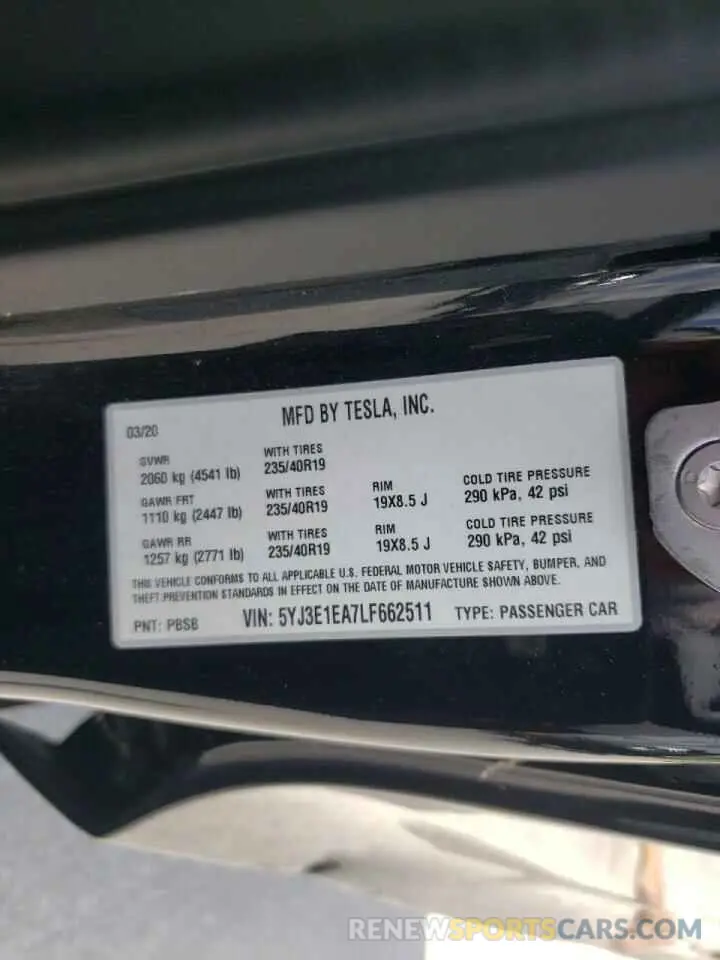 MFD BY TESLA, INC.
03/20
GVWR
2060 kg (4541 lb)
WITH TIRES
235/40R19
GAWR FRT
1110 kg (2447 lb)
WITH TIRES
235/40R19
RIM
19X8.5 J
COLD TIRE PRESSURE
290 kPa, 42 psi
GAWR RR
1257 kg (2771 lb)
WITH TIRES
235/40R19
RIM
19X8.5 J
COLD TIRE PRESSURE
290 kPa, 42 psi
THIS VEHICLE CONFORMS TO ALL APPLICABLE U.S. FEDERAL MOTOR VEHICLE SAFETY, BUMPER, AND
THEFT PREVENTION STANDARDS IN EFFECT ON THE DATE OF MANUFACTURE SHOWN ABOVE.
PNT: PBSB VIN: 5YJ3E1EA7LF662511 TYPE: PASSENGER CAR
RENEWSPORTSCARS.COM